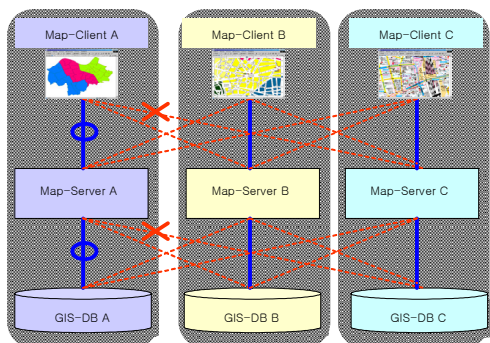 Map-Client A
Map-Client B
Map-Client C
Map-Server A
Map-Server B
Map-Server C
GIS-DB A
GIS-DB B
GIS-DB C